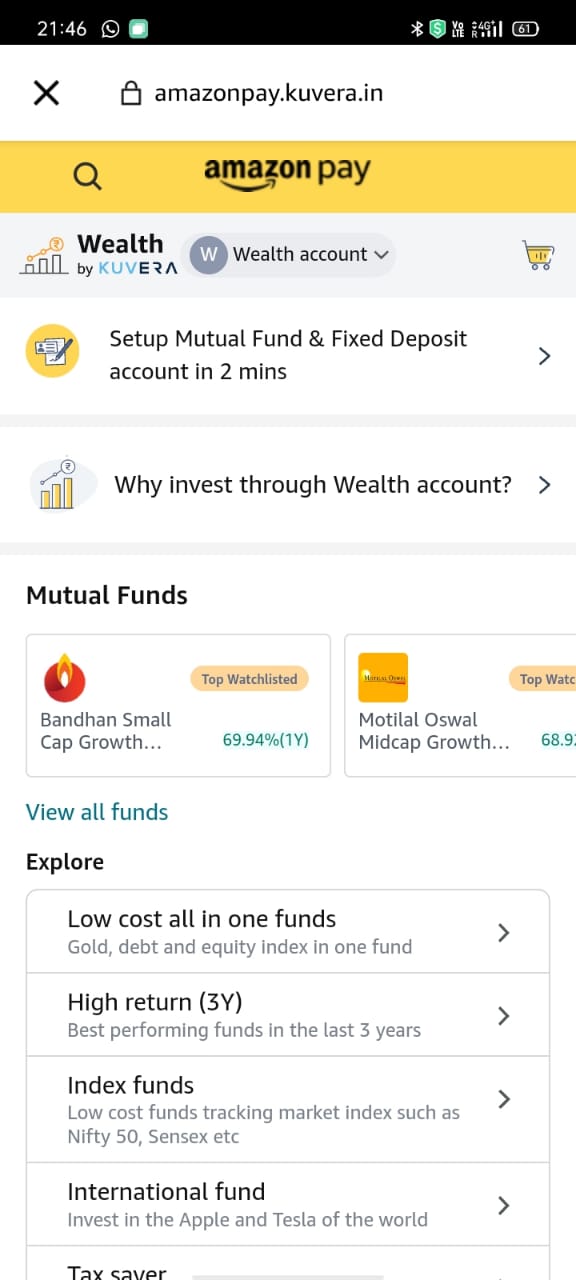 21:46
61
amazonpay.kuvera.in
amazon pay
Wealth
by KUVERA
W Wealth account
Setup Mutual Fund & Fixed Deposit
account in 2 mins
Why invest through Wealth account?
Mutual Funds
Top Watchlisted
Bandhan Small
Cap Growth...
69.94%(1Y)
MOTILAL OSWAL
Top Watc
Motilal Oswal
Midcap Growth...
68.9
View all funds
Explore
Low cost all in one funds
Gold, debt and equity index in one fund
High return (3Y)
Best performing funds in the last 3 years
Index funds
Low cost funds tracking market index such as
Nifty 50, Sensex etc
International fund
Invest in the Apple and Tesla of the world
Tax saver